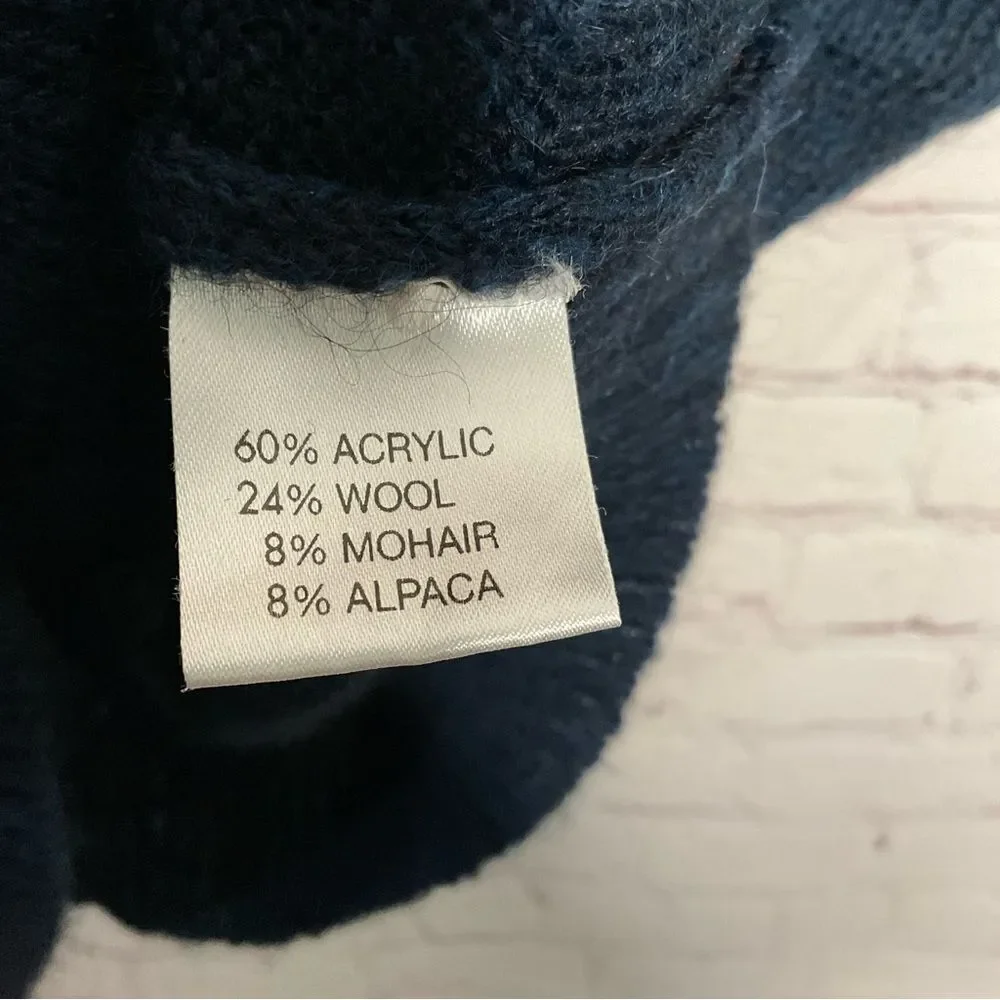 60% ACRYLIC
24% WOOL
8% MOHAIR
8% ALPACA